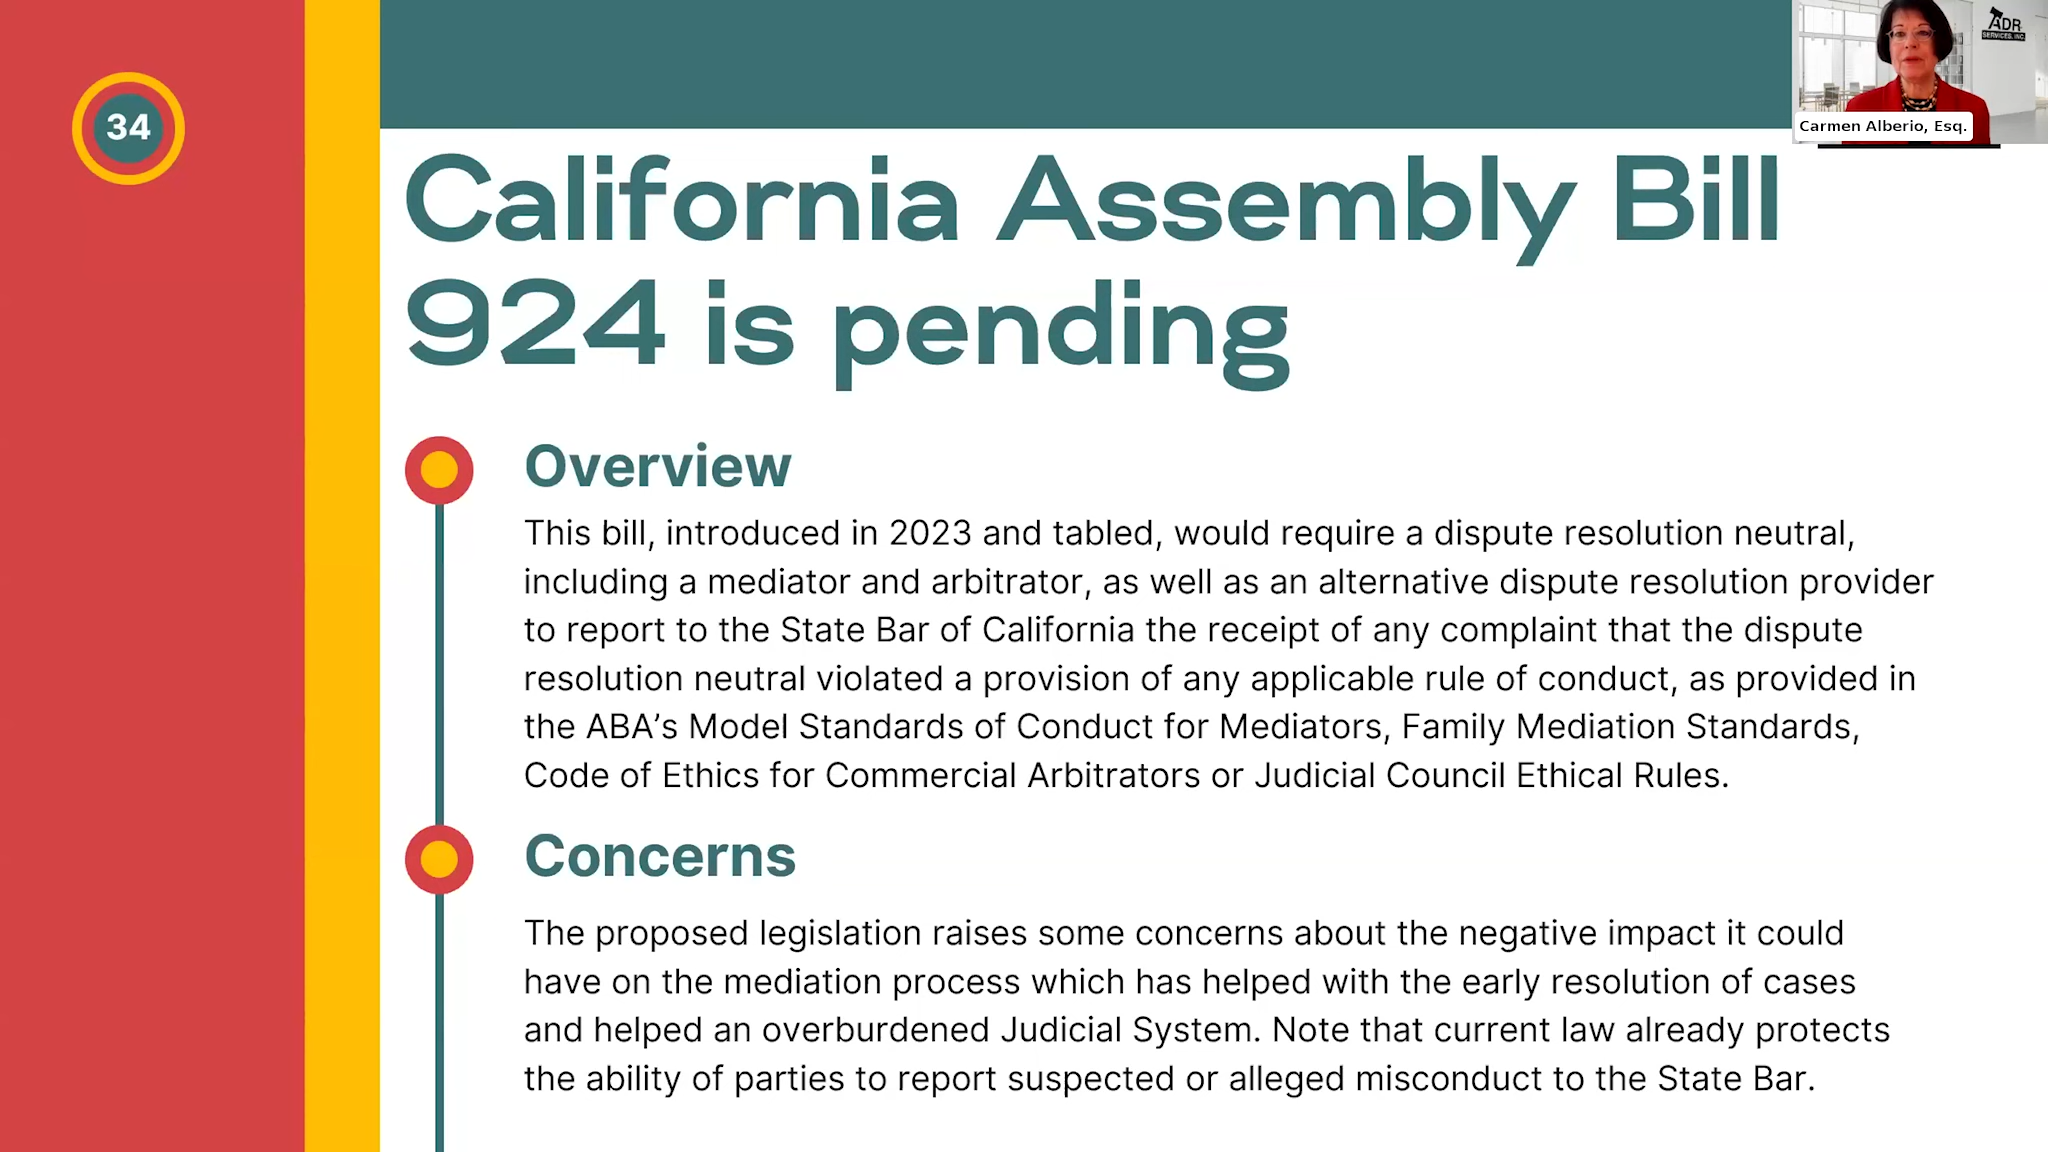 34
ADR
SERVICES, INC.
Carmen Alberio, Esq.
California Assembly Bill
924 is pending
Overview
This bill, introduced in 2023 and tabled, would require a dispute resolution neutral,
including a mediator and arbitrator, as well as an alternative dispute resolution provider
to report to the State Bar of California the receipt of any complaint that the dispute
resolution neutral violated a provision of any applicable rule of conduct, as provided in
the ABA’s Model Standards of Conduct for Mediators, Family Mediation Standards,
Code of Ethics for Commercial Arbitrators or Judicial Council Ethical Rules.
Concerns
The proposed legislation raises some concerns about the negative impact it could
have on the mediation process which has helped with the early resolution of cases
and helped an overburdened Judicial System. Note that current law already protects
the ability of parties to report suspected or alleged misconduct to the State Bar.